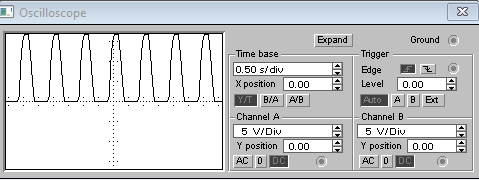 Oscilloscope
Expand
Ground
Time base
0.50 s/div
X position 0.00
Y/T B/A A/B
Trigger
Edge
Level 0.00
Auto A B Ext
Channel A
5 V/Div
Y position 0.00
AC 0 DC
Channel B
5 V/Div
Y position 0.00
AC 0 DC